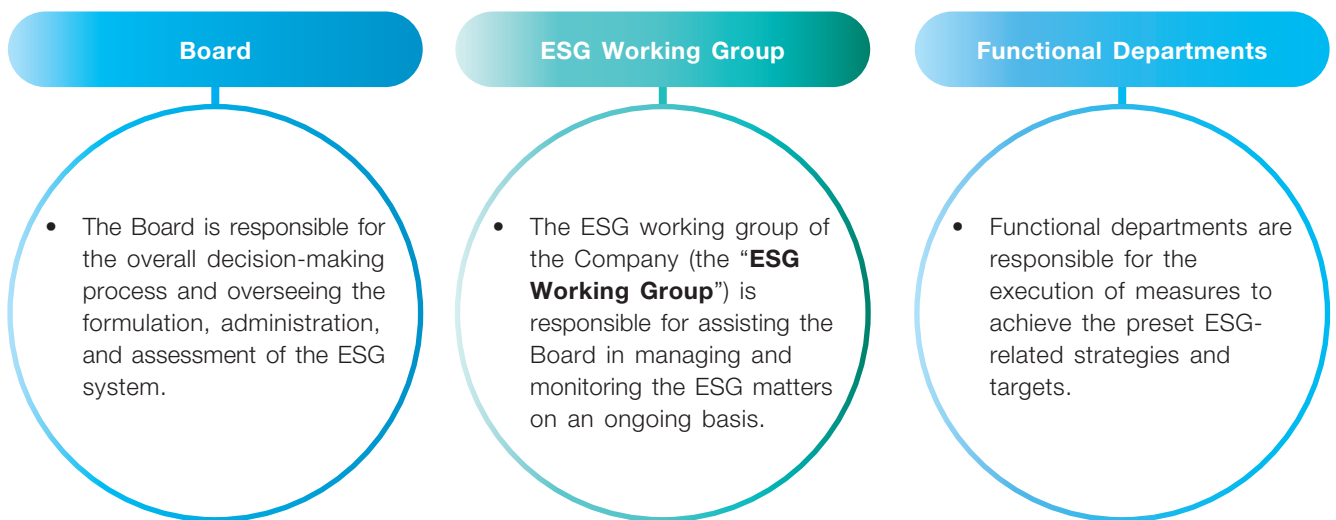 Board
• The Board is responsible for
the overall decision-making
process and overseeing the
formulation, administration,
and assessment of the ESG
system.
ESG Working Group
• The ESG working group of
the Company (the “ESG
Working Group”) is
responsible for assisting the
Board in managing and
monitoring the ESG matters
on an ongoing basis.
Functional Departments
• Functional departments are
responsible for the
execution of measures to
achieve the preset ESG-
related strategies and
targets.